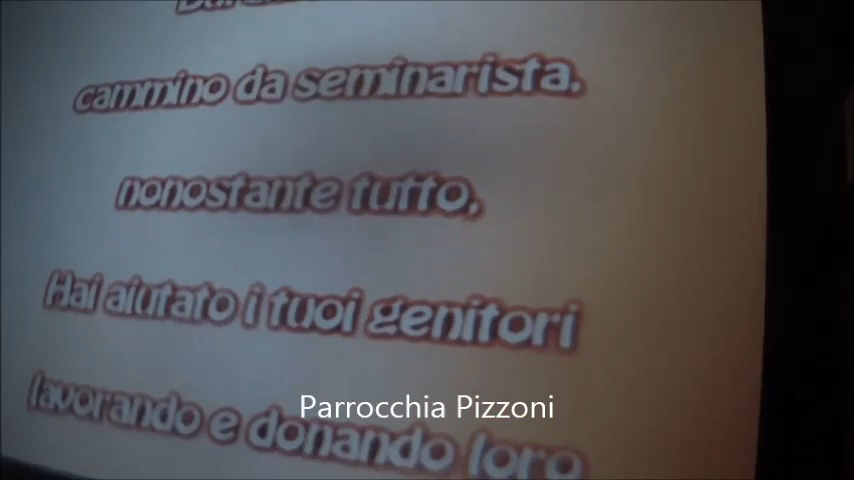 cammino da seminarista,
nonostante tutto,
Hai aiutato i tuoi genitori
lavorando e donando loro
Parrocchia Pizzoni